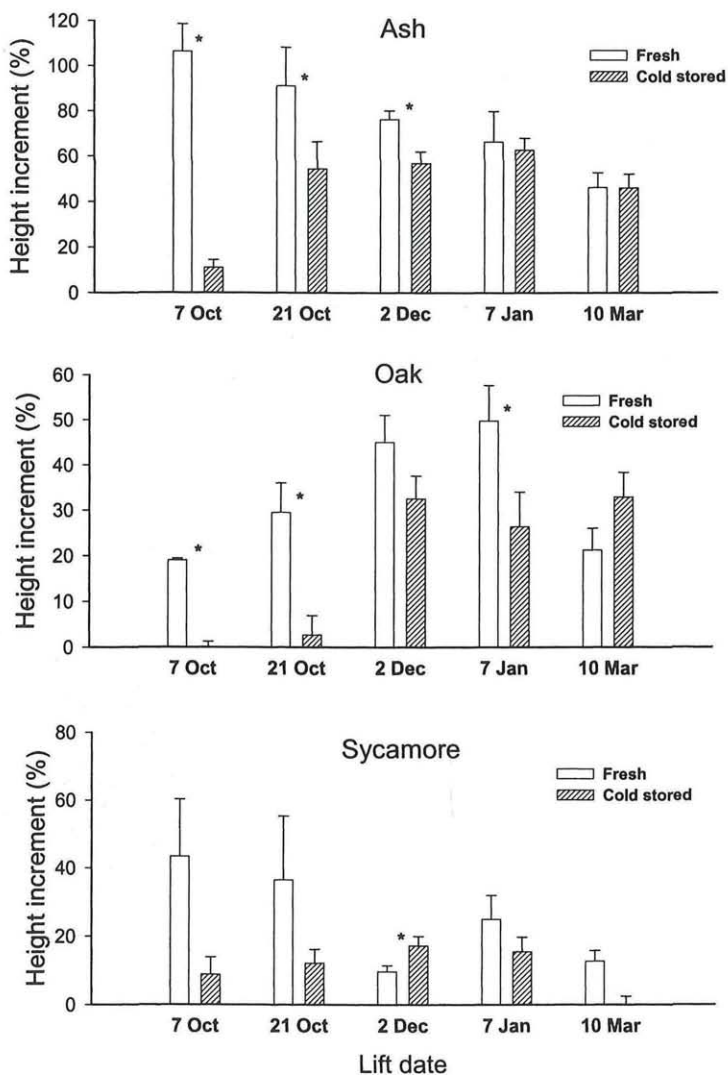 Ash
Height increment (%)
120
100
80
60
40
20
0
Fresh
Cold stored
*
*
*
7 Oct 21 Oct 2 Dec 7 Jan 10 Mar
Oak
Height increment (%)
60
50
40
30
20
10
0
Fresh
Cold stored
*
*
*
7 Oct 21 Oct 2 Dec 7 Jan 10 Mar
Sycamore
Height increment (%)
80
60
40
20
0
Fresh
Cold stored
*
7 Oct 21 Oct 2 Dec 7 Jan 10 Mar
Lift date